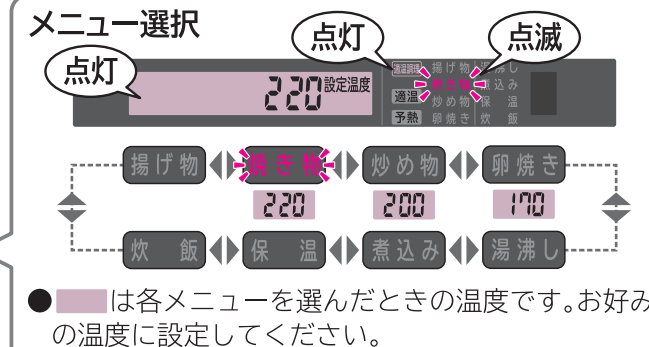 メニュー選択
点灯
点灯
点滅
220 設定温度
適温調理 揚げ物 湯沸し
適温 焼き物 煮込み
炒め物 保 温
予熱 卵焼き 炊 飯
揚げ物 焼き物 炒め物 卵焼き
220 200 170
炊 飯 保 温 煮込み 湯沸し
●　は各メニューを選んだときの温度です。お好み
の温度に設定してください。